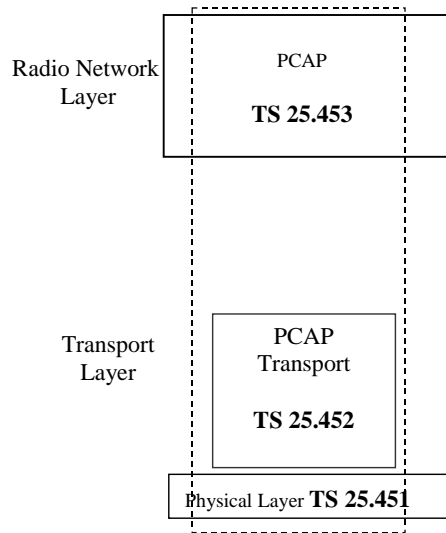 Radio Network
Layer
PCAP
TS 25.453
Transport
Layer
PCAP
Transport
TS 25.452
Physical Layer TS 25.451